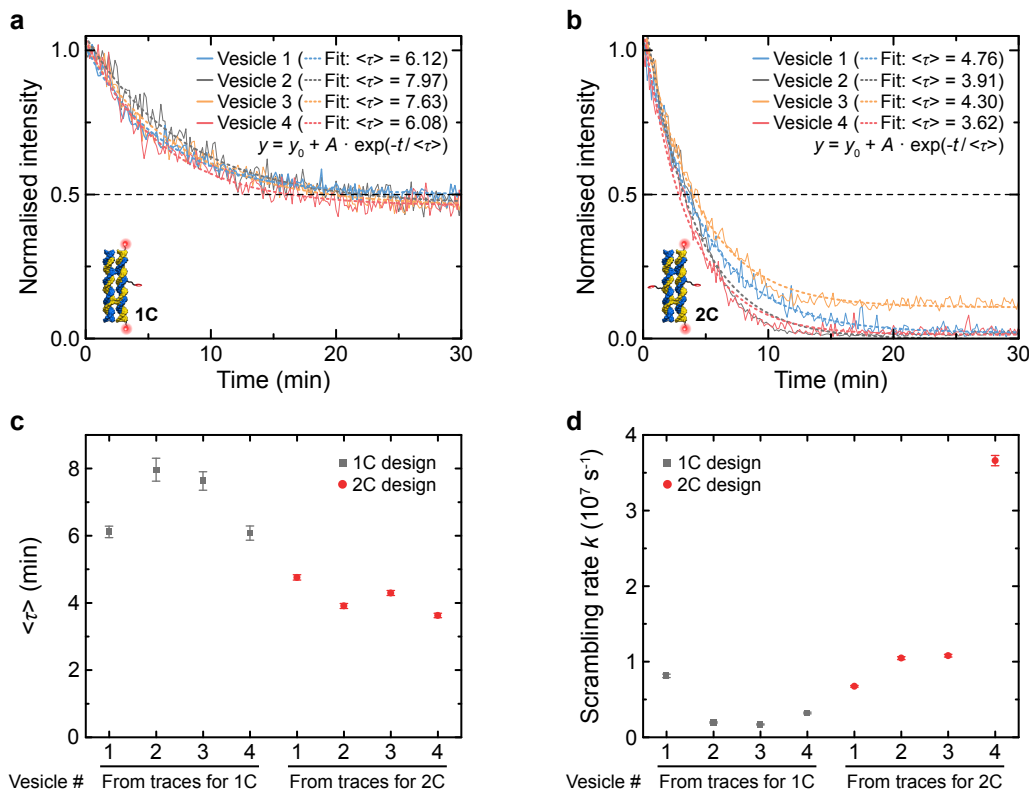 a
Normalised intensity
1.0
0.5
0.0
Vesicle 1 ( Fit: <τ> = 6.12)
Vesicle 2 ( Fit: <τ> = 7.97)
Vesicle 3 ( Fit: <τ> = 7.63)
Vesicle 4 ( Fit: <τ> = 6.08)
y = y₀ + A · exp(-t / <τ>)
1C
0 10 20 30
Time (min)
b
Normalised intensity
1.0
0.5
0.0
Vesicle 1 ( Fit: <τ> = 4.76)
Vesicle 2 ( Fit: <τ> = 3.91)
Vesicle 3 ( Fit: <τ> = 4.30)
Vesicle 4 ( Fit: <τ> = 3.62)
y = y₀ + A · exp(-t / <τ>)
2C
0 10 20 30
Time (min)
c
<τ> (min)
8
6
4
2
0
1C design
2C design
1 2 3 4 1 2 3 4
Vesicle # From traces for 1C From traces for 2C
d
Scrambling rate k (10⁷ s⁻¹)
4
3
2
1
0
1C design
2C design
1 2 3 4 1 2 3 4
Vesicle # From traces for 1C From traces for 2C